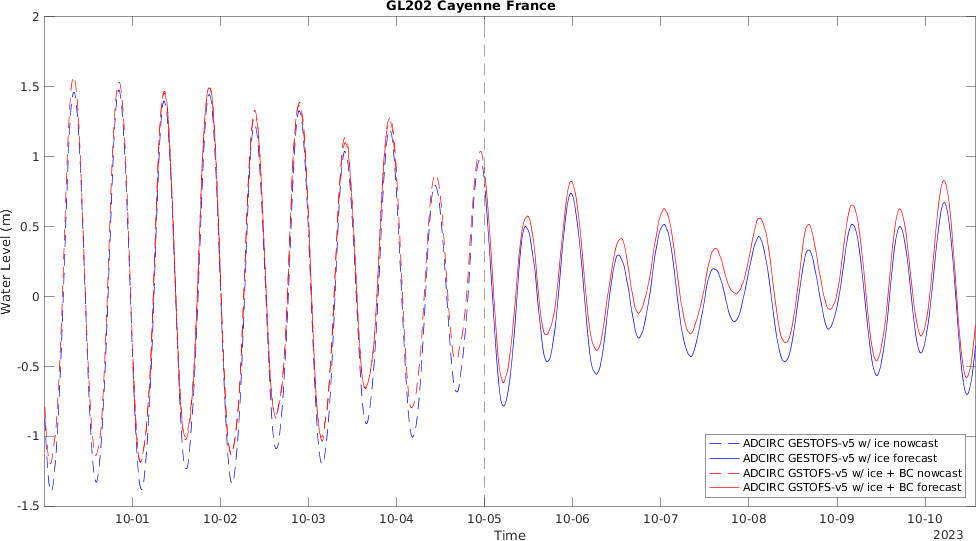 GL202 Cayenne France
2
1.5
1
0.5
0
-0.5
-1
-1.5
Water Level (m)
ADCIRC GESTOFS-v5 w/ ice nowcast
ADCIRC GESTOFS-v5 w/ ice forecast
ADCIRC GSTOFS-v5 w/ ice + BC nowcast
ADCIRC GSTOFS-v5 w/ ice + BC forecast
10-01 10-02 10-03 10-04 10-05 10-06 10-07 10-08 10-09 10-10
Time
2023